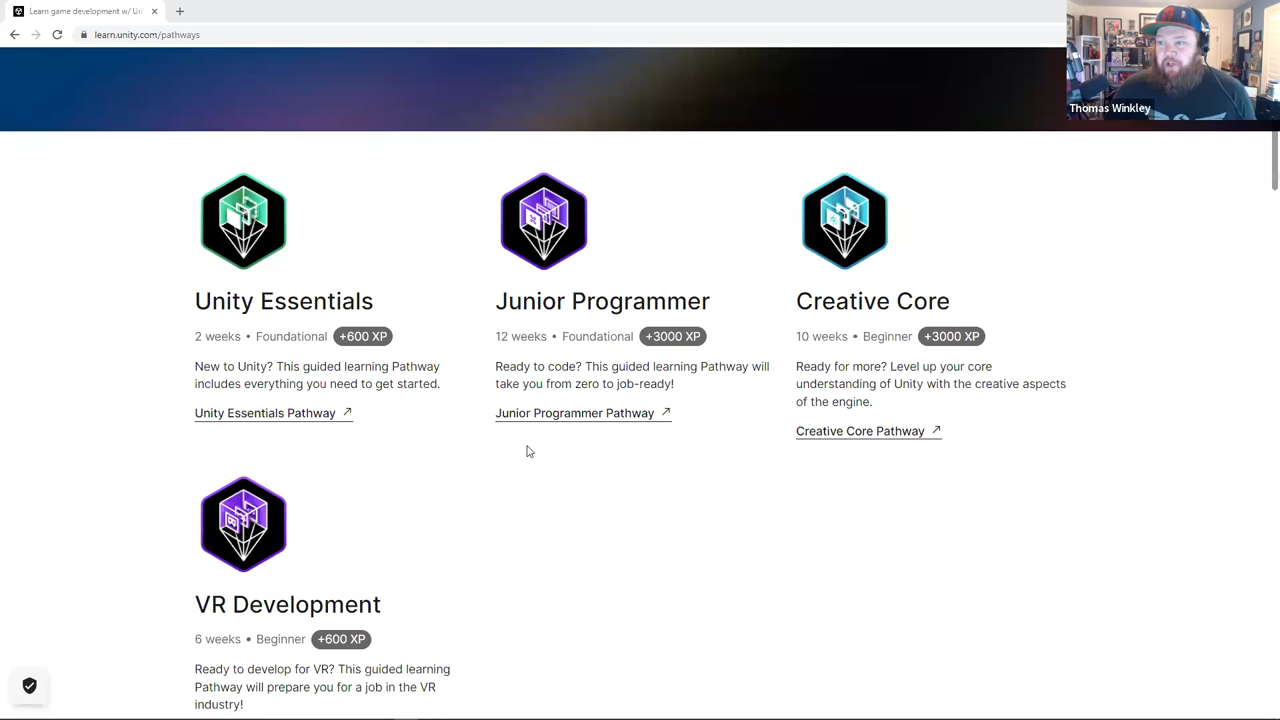 Learn game development w/ Un
learn.unity.com/pathways
Thomas Winkley
Unity Essentials
2 weeks • Foundational +600 XP
New to Unity? This guided learning Pathway
includes everything you need to get started.
Unity Essentials Pathway
Junior Programmer
12 weeks • Foundational +3000 XP
Ready to code? This guided learning Pathway will
take you from zero to job-ready!
Junior Programmer Pathway
Creative Core
10 weeks • Beginner +3000 XP
Ready for more? Level up your core
understanding of Unity with the creative aspects
of the engine.
Creative Core Pathway
VR Development
6 weeks • Beginner +600 XP
Ready to develop for VR? This guided learning
Pathway will prepare you for a job in the VR
industry!